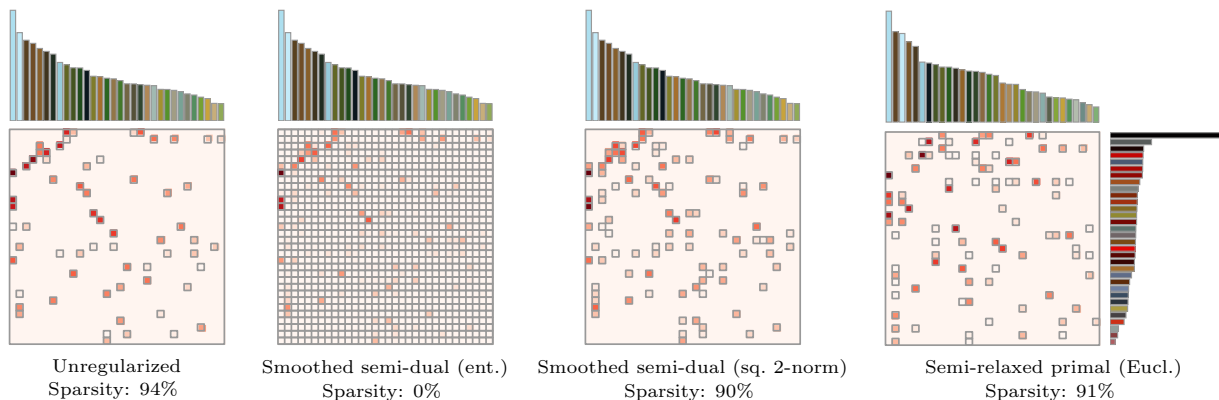 Unregularized
Sparsity: 94%
Smoothed semi-dual (ent.)
Sparsity: 0%
Smoothed semi-dual (sq. 2-norm)
Sparsity: 90%
Semi-relaxed primal (Eucl.)
Sparsity: 91%